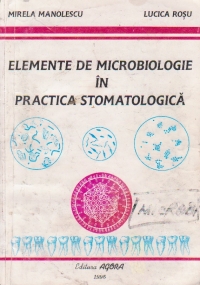 MIRELA MANOLESCU LUCICA ROȘU
ELEMENTE DE MICROBIOLOGIE
ÎN
PRACTICA STOMATOLOGICĂ
Editura AGORA